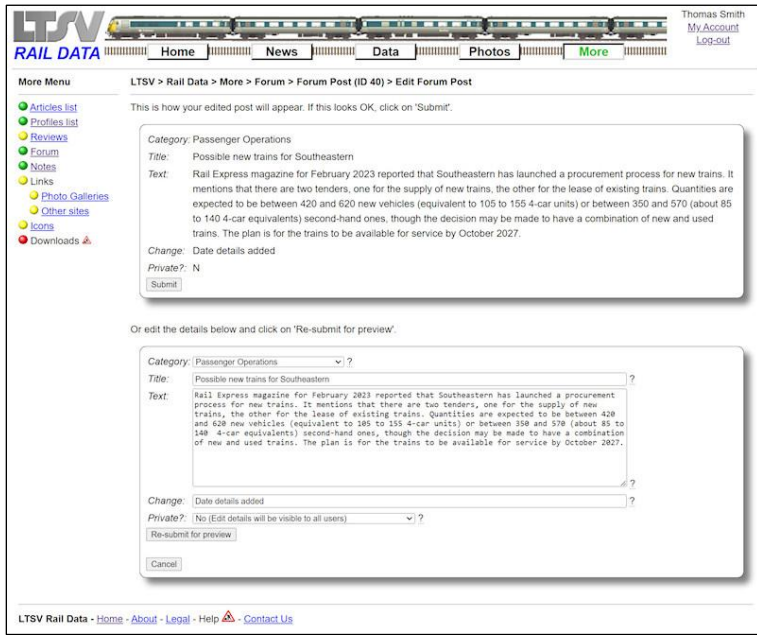 LTSV
RAIL DATA
Home
News
Data
Photos
More
Thomas Smith
My Account
Log-out
More Menu
Articles list
Profiles list
Reviews
Forum
Notes
Links
Photo Galleries
Other sites
Icons
Downloads
LTSV > Rail Data > More > Forum > Forum Post (ID 40) > Edit Forum Post
This is how your edited post will appear. If this looks OK, click on 'Submit'.
Category: Passenger Operations
Title: Possible new trains for Southeastern
Text: Rail Express magazine for February 2023 reported that Southeastern has launched a procurement process for new trains. It
mentions that there are two tenders, one for the supply of new trains, the other for the lease of existing trains. Quantities are
expected to be between 420 and 620 new vehicles (equivalent to 105 to 155 4-car units) or between 350 and 570 (about 85
to 140 4-car equivalents) second-hand ones, though the decision may be made to have a combination of new and used
trains. The plan is for the trains to be available for service by October 2027.
Change: Date details added
Private?: N
Submit
Or edit the details below and click on 'Re-submit for preview'.
Category: Passenger Operations ?
Title: Possible new trains for Southeastern ?
Text: Rail Express magazine for February 2023 reported that Southeastern has launched a procurement
process for new trains. It mentions that there are two tenders, one for the supply of new
trains, the other for the lease of existing trains. Quantities are expected to be between 420
and 620 new vehicles (equivalent to 105 to 155 4-car units) or between 350 and 570 (about 85 to
140 4-car equivalents) second-hand ones, though the decision may be made to have a combination
of new and used trains. The plan is for the trains to be available for service by October 2027.
?
Change: Date details added ?
Private?: No (Edit details will be visible to all users) ?
Re-submit for preview
Cancel
LTSV Rail Data - Home - About - Legal - Help - Contact Us